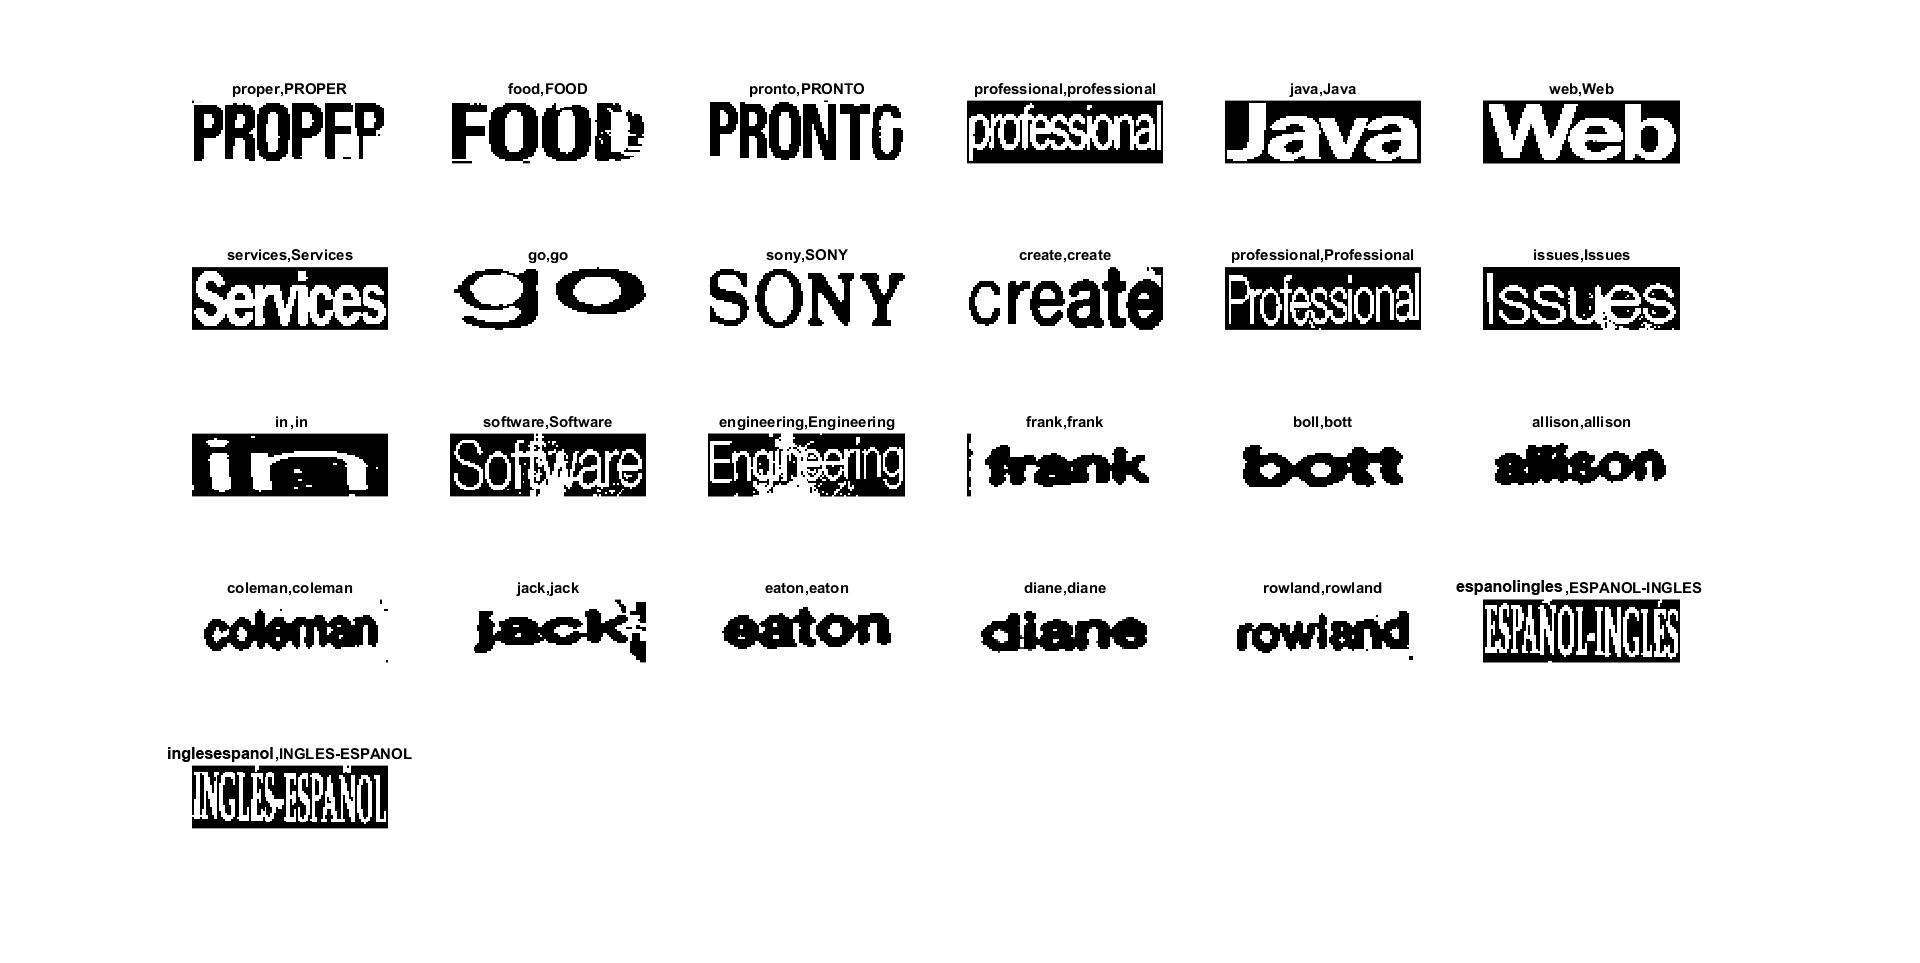 proper,PROPER food,FOOD pronto,PRONTO professional,professional java,Java web,Web
PROPER FOOD PRONTO professional Java Web
services,Services go,go sony,SONY create,create professional,Professional issues,Issues
Services go SONY create Professional Issues
in,in software,Software engineering,Engineering frank,frank boll,bott allison,allison
in Software Engineering frank bott allison
coleman,coleman jack,jack eaton,eaton diane,diane rowland,rowland espanolingles,ESPANOL-INGLES
coleman jack eaton diane rowland ESPAÑOL-INGLÉS
inglesespanol,INGLES-ESPANOL
INGLÉS-ESPAÑOL